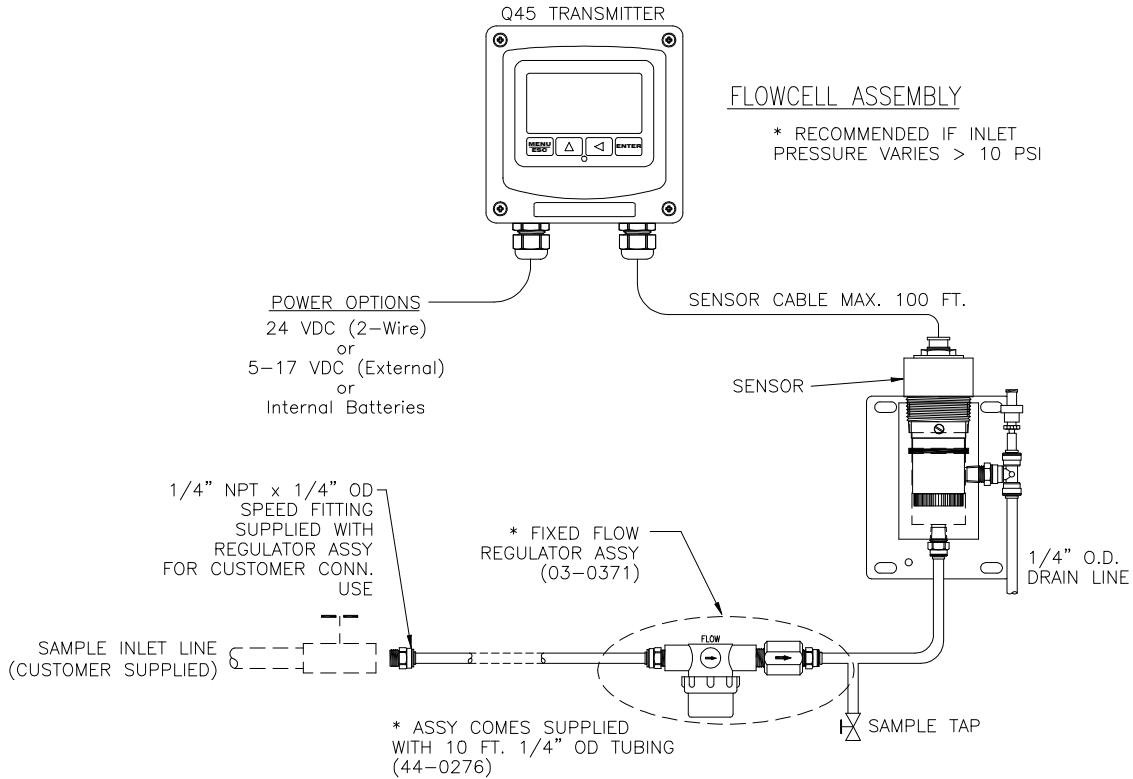 Q45 TRANSMITTER
FLOWCELL ASSEMBLY
* RECOMMENDED IF INLET
PRESSURE VARIES > 10 PSI
MENU
ESC
ENTER
POWER OPTIONS
24 VDC (2-Wire)
or
5-17 VDC (External)
or
Internal Batteries
SENSOR CABLE MAX. 100 FT.
SENSOR
1/4" NPT x 1/4" OD
SPEED FITTING
SUPPLIED WITH
REGULATOR ASSY
FOR CUSTOMER CONN.
USE
* FIXED FLOW
REGULATOR ASSY
(03-0371)
1/4" O.D.
DRAIN LINE
SAMPLE INLET LINE
(CUSTOMER SUPPLIED)
FLOW
* ASSY COMES SUPPLIED
WITH 10 FT. 1/4" OD TUBING
(44-0276)
SAMPLE TAP